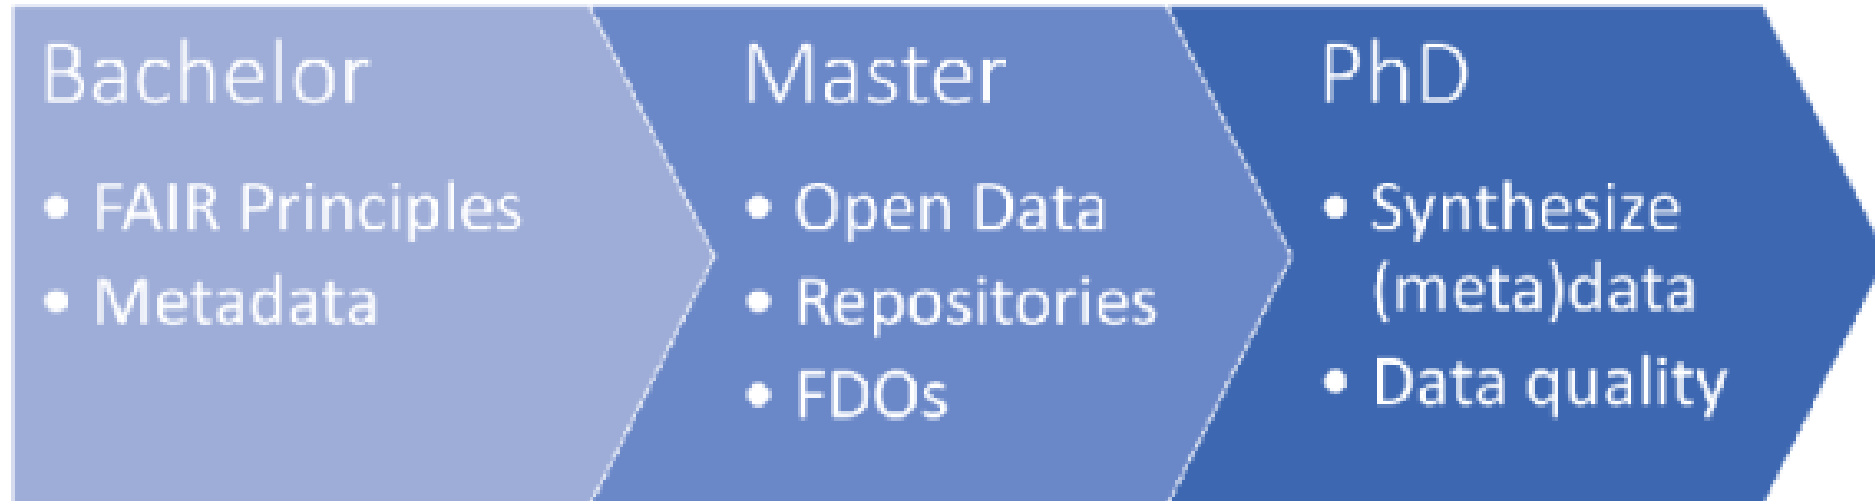 Bachelor
• FAIR Principles
• Metadata
Master
• Open Data
• Repositories
• FDOs
PhD
• Synthesize
(meta)data
• Data quality